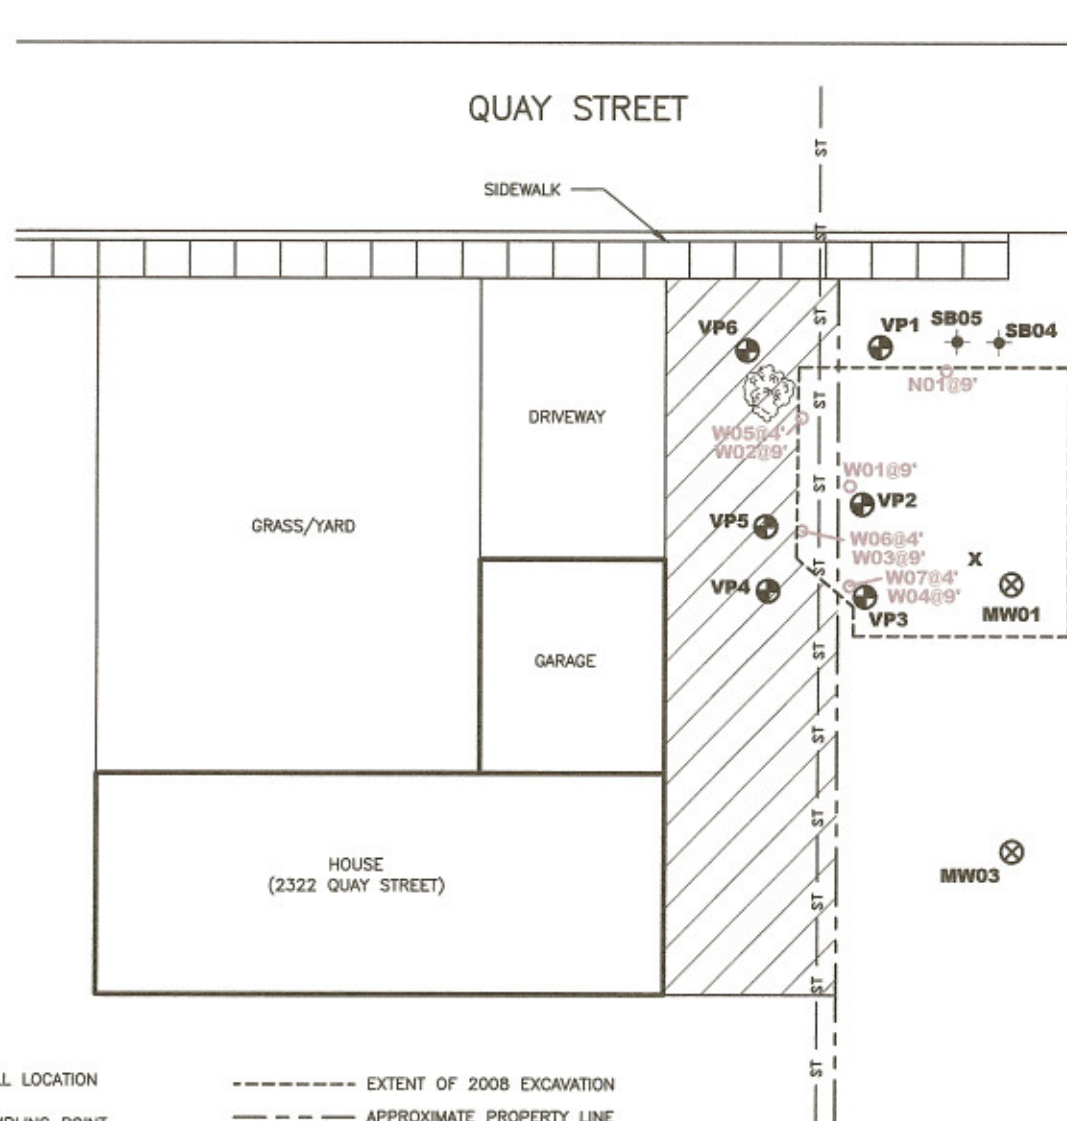 QUAY STREET
SIDEWALK
ST
ST
VP6
ST
VP1
SB05
SB04
N01@9'
ST
DRIVEWAY
W05@4'
W02@9'
W01@9'
ST
VP2
GRASS/YARD
VP5
W06@4'
W03@9'
X
ST
W07@4'
VP4
W04@9'
VP3
MW01
ST
GARAGE
ST
ST
HOUSE
(2322 QUAY STREET)
MW03
ST
ST
ST
LOCATION
EXTENT OF 2008 EXCAVATION
POINT
APPROXIMATE PROPERTY LINE